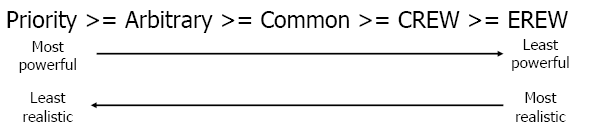 Priority >= Arbitrary >= Common >= CREW >= EREW
Most
powerful
Least
powerful
Least
realistic
Most
realistic